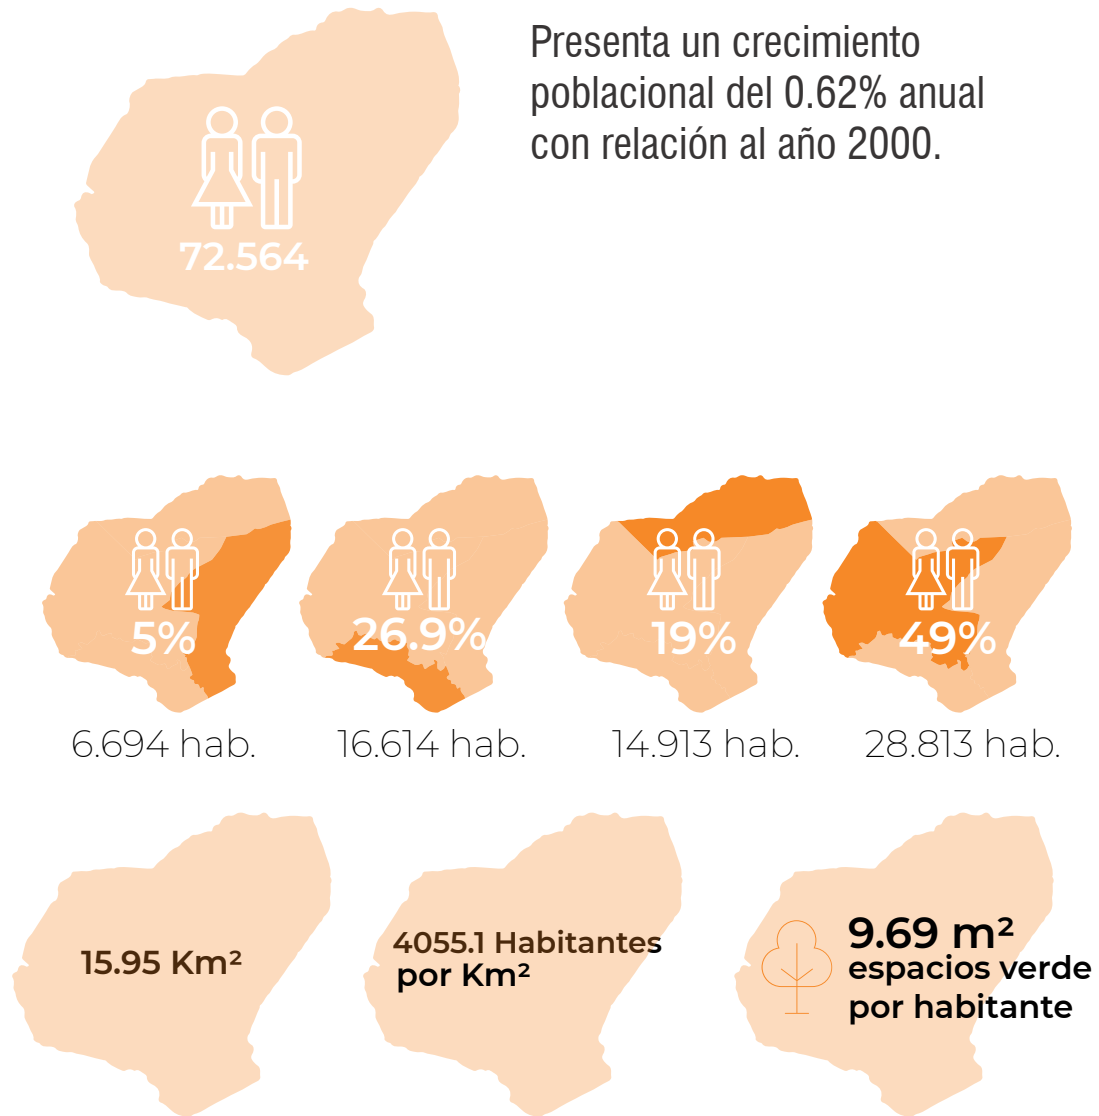 Presenta un crecimiento
poblacional del 0.62% anual
con relación al año 2000.
72.564
5%
26.9%
19%
49%
6.694 hab.
16.614 hab.
14.913 hab.
28.813 hab.
15.95 Km²
4055.1 Habitantes
por Km²
9.69 m²
espacios verde
por habitante